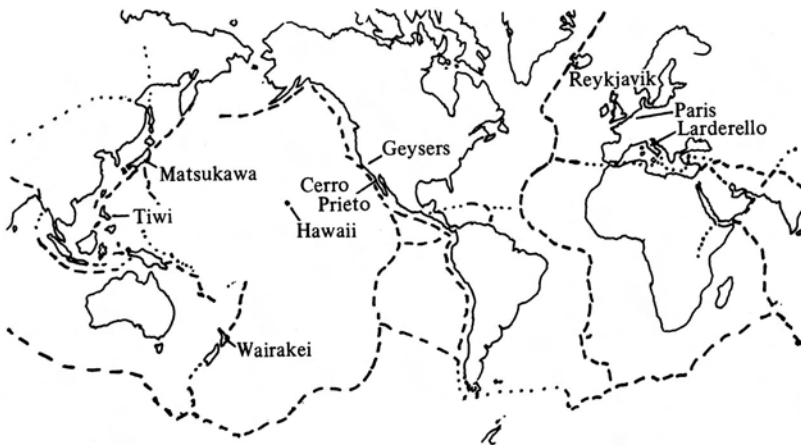 Reykjavik
Paris
Larderello
Geysers
Matsukawa
Cerro
Prieto
Tiwi
Hawaii
Wairakei